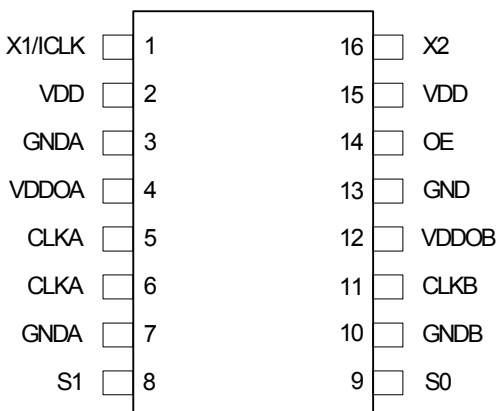 X1/ICLK 1 16 X2
VDD 2 15 VDD
GNDA 3 14 OE
VDDOA 4 13 GND
CLKA 5 12 VDDOB
CLKA 6 11 CLKB
GNDA 7 10 GNDB
S1 8 9 S0